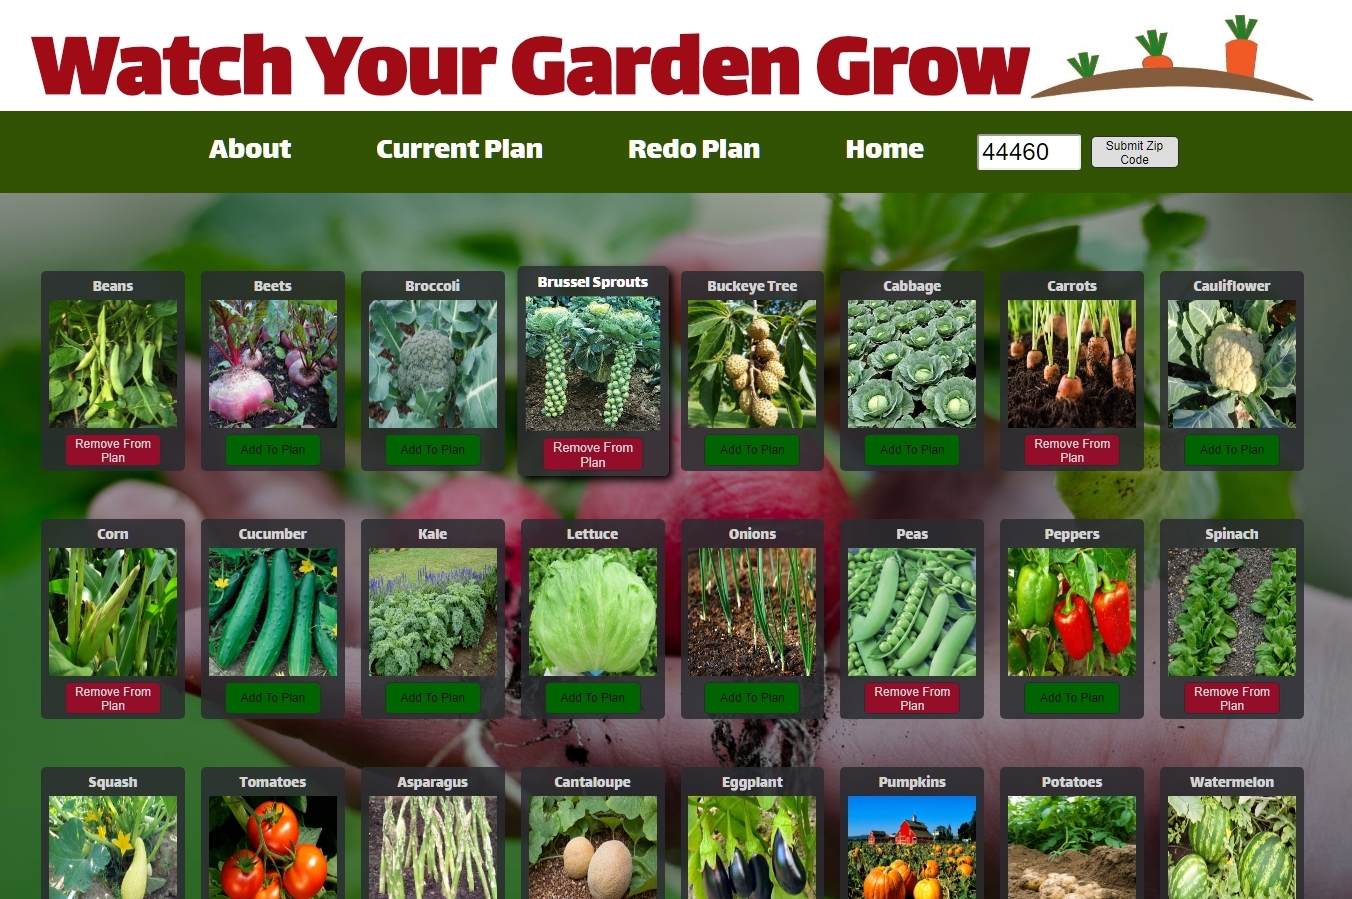 Watch Your Garden Grow
About Current Plan Redo Plan Home 44460 Submit Zip
Code
Beans Beets Broccoli Brussel Sprouts Buckeye Tree Cabbage Carrots Cauliflower
Remove From
Plan
Add To Plan
Add To Plan
Remove From
Plan
Add To Plan
Add To Plan
Remove From
Plan
Add To Plan
Corn Cucumber Kale Lettuce Onions Peas Peppers Spinach
Remove From
Plan
Add To Plan
Add To Plan
Add To Plan
Add To Plan
Remove From
Plan
Add To Plan
Remove From
Plan
Squash Tomatoes Asparagus Cantaloupe Eggplant Pumpkins Potatoes Watermelon